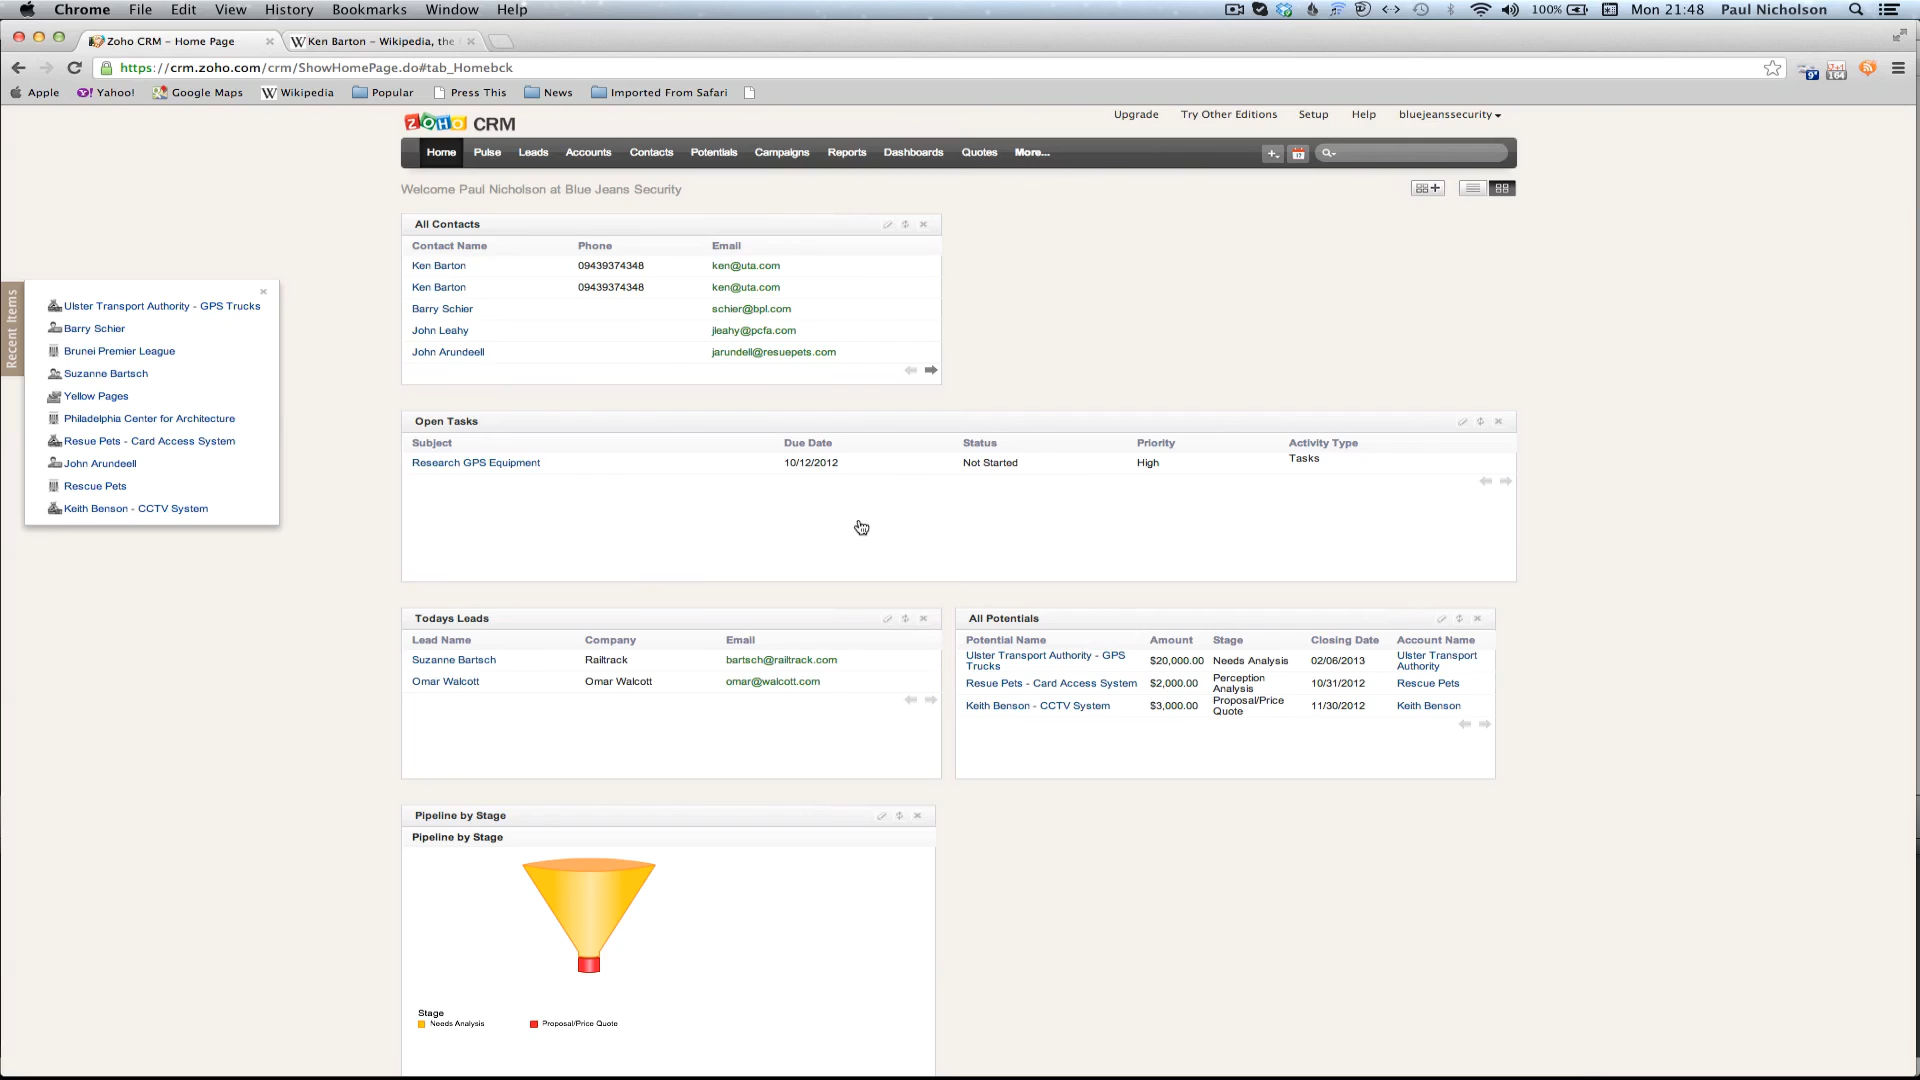 Chrome File Edit View History Bookmarks Window Help 100% Mon 21:48 Paul Nicholson
Zoho CRM – Home Page Ken Barton – Wikipedia, the
https://crm.zoho.com/crm/ShowHomePage.do#tab_Homebck
Apple Yahoo! Google Maps Wikipedia Popular Press This News Imported From Safari
ZOHO CRM Upgrade Try Other Editions Setup Help bluejeanssecurity
Home Pulse Leads Accounts Contacts Potentials Campaigns Reports Dashboards Quotes More...
Welcome Paul Nicholson at Blue Jeans Security
All Contacts
Contact Name Phone Email
Ken Barton 09439374348 ken@uta.com
Ken Barton 09439374348 ken@uta.com
Barry Schier schier@bpl.com
John Leahy jleahy@pcfa.com
John Arundeell jarundell@resuepets.com
Recent Items
Ulster Transport Authority - GPS Trucks
Barry Schier
Brunei Premier League
Suzanne Bartsch
Yellow Pages
Philadelphia Center for Architecture
Resue Pets - Card Access System
John Arundeell
Rescue Pets
Keith Benson - CCTV System
Open Tasks
Subject Due Date Status Priority Activity Type
Research GPS Equipment 10/12/2012 Not Started High Tasks
Todays Leads
Lead Name Company Email
Suzanne Bartsch Railtrack bartsch@railtrack.com
Omar Walcott Omar Walcott omar@walcott.com
All Potentials
Potential Name Amount Stage Closing Date Account Name
Ulster Transport Authority - GPS Trucks $20,000.00 Needs Analysis 02/06/2013 Ulster Transport Authority
Resue Pets - Card Access System $2,000.00 Perception Analysis 10/31/2012 Rescue Pets
Keith Benson - CCTV System $3,000.00 Proposal/Price Quote 11/30/2012 Keith Benson
Pipeline by Stage
Pipeline by Stage
Stage
Needs Analysis Proposal/Price Quote